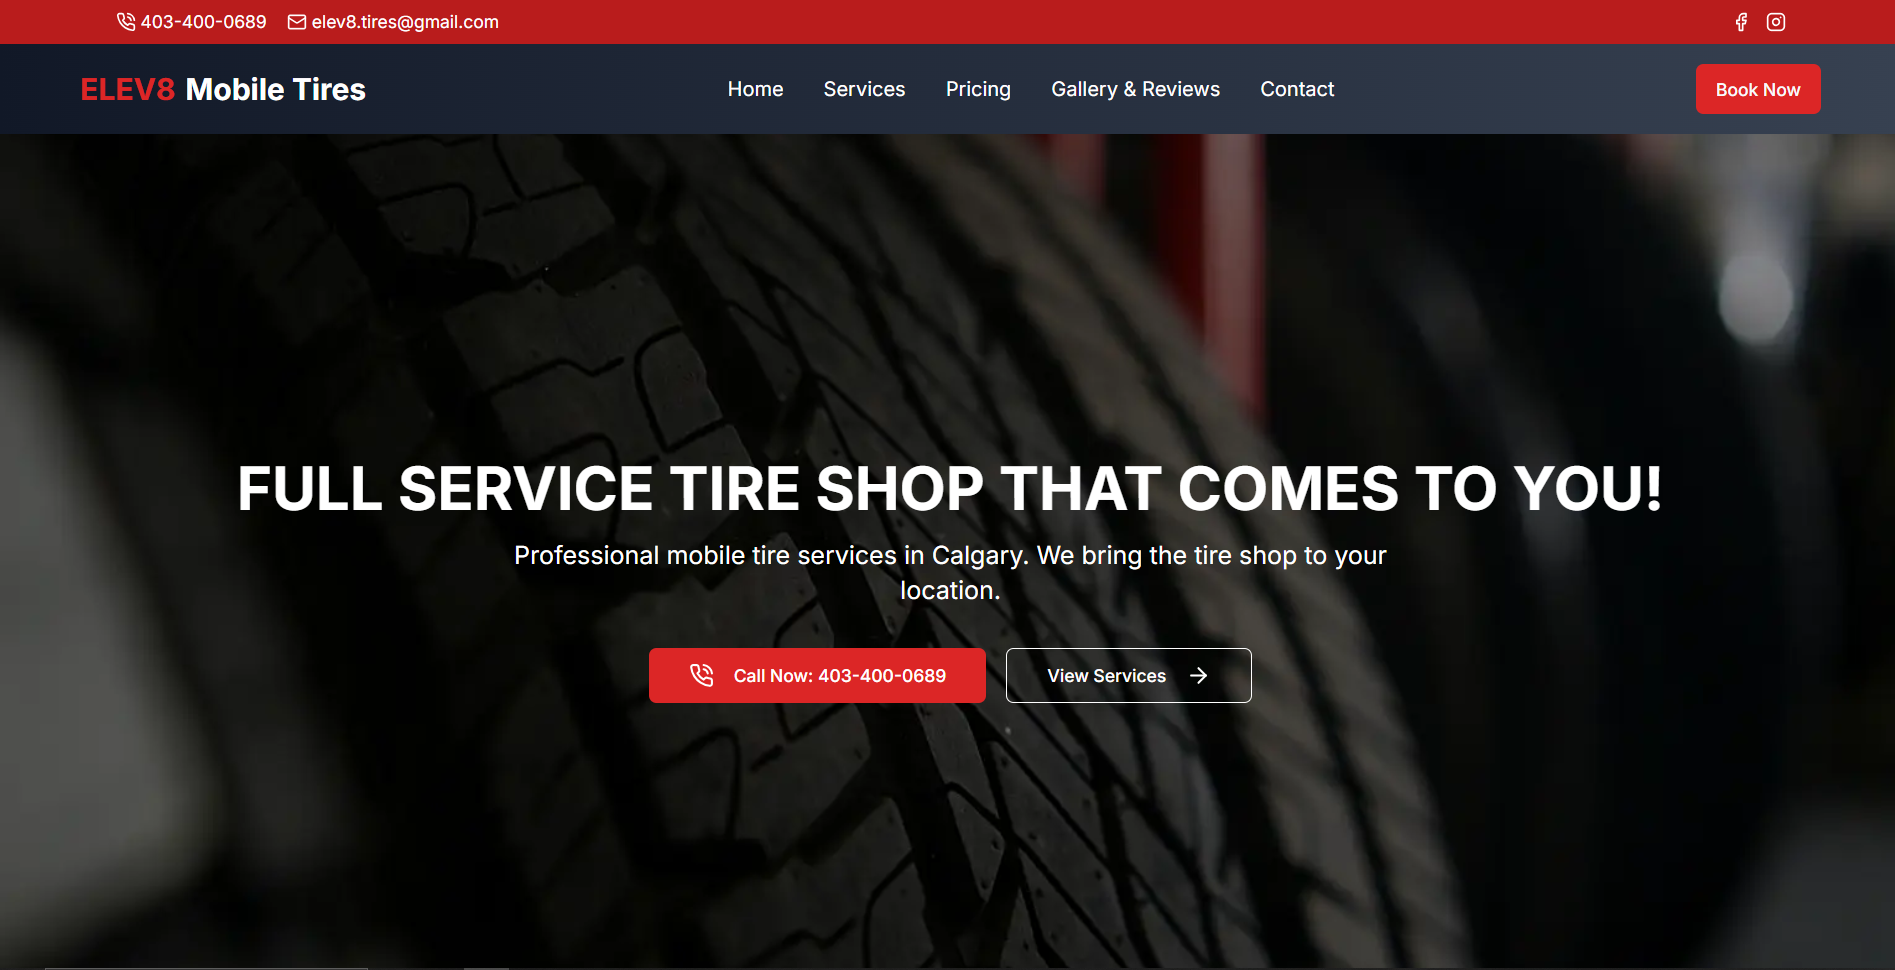 403-400-0689 elev8.tires@gmail.com
ELEV8 Mobile Tires Home Services Pricing Gallery & Reviews Contact Book Now
FULL SERVICE TIRE SHOP THAT COMES TO YOU!
Professional mobile tire services in Calgary. We bring the tire shop to your
location.
Call Now: 403-400-0689 View Services